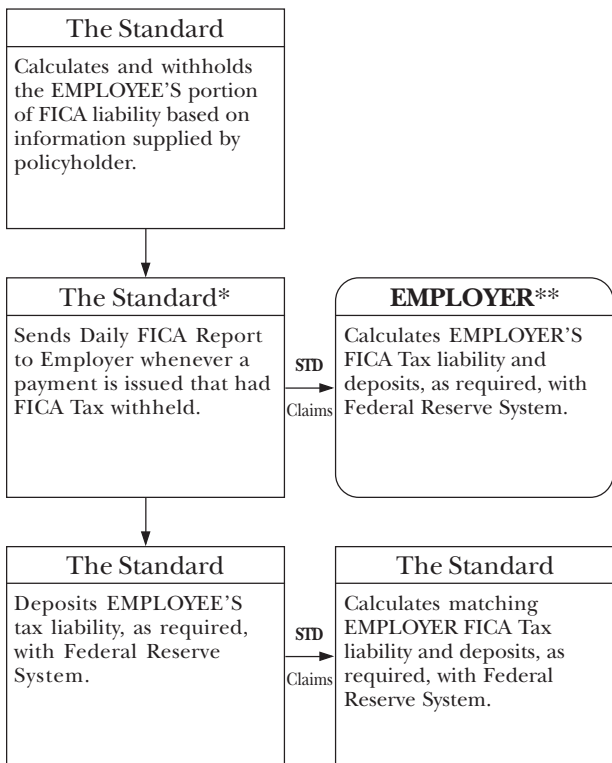 The Standard
Calculates and withholds
the EMPLOYEE'S portion
of FICA liability based on
information supplied by
policyholder.
The Standard*
Sends Daily FICA Report
to Employer whenever a
payment is issued that had
FICA Tax withheld.
STD
Claims
EMPLOYER**
Calculates EMPLOYER'S
FICA Tax liability and
deposits, as required, with
Federal Reserve System.
The Standard
Deposits EMPLOYEE'S
tax liability, as required,
with Federal Reserve
System.
STD
Claims
The Standard
Calculates matching
EMPLOYER FICA Tax
liability and deposits, as
required, with Federal
Reserve System.